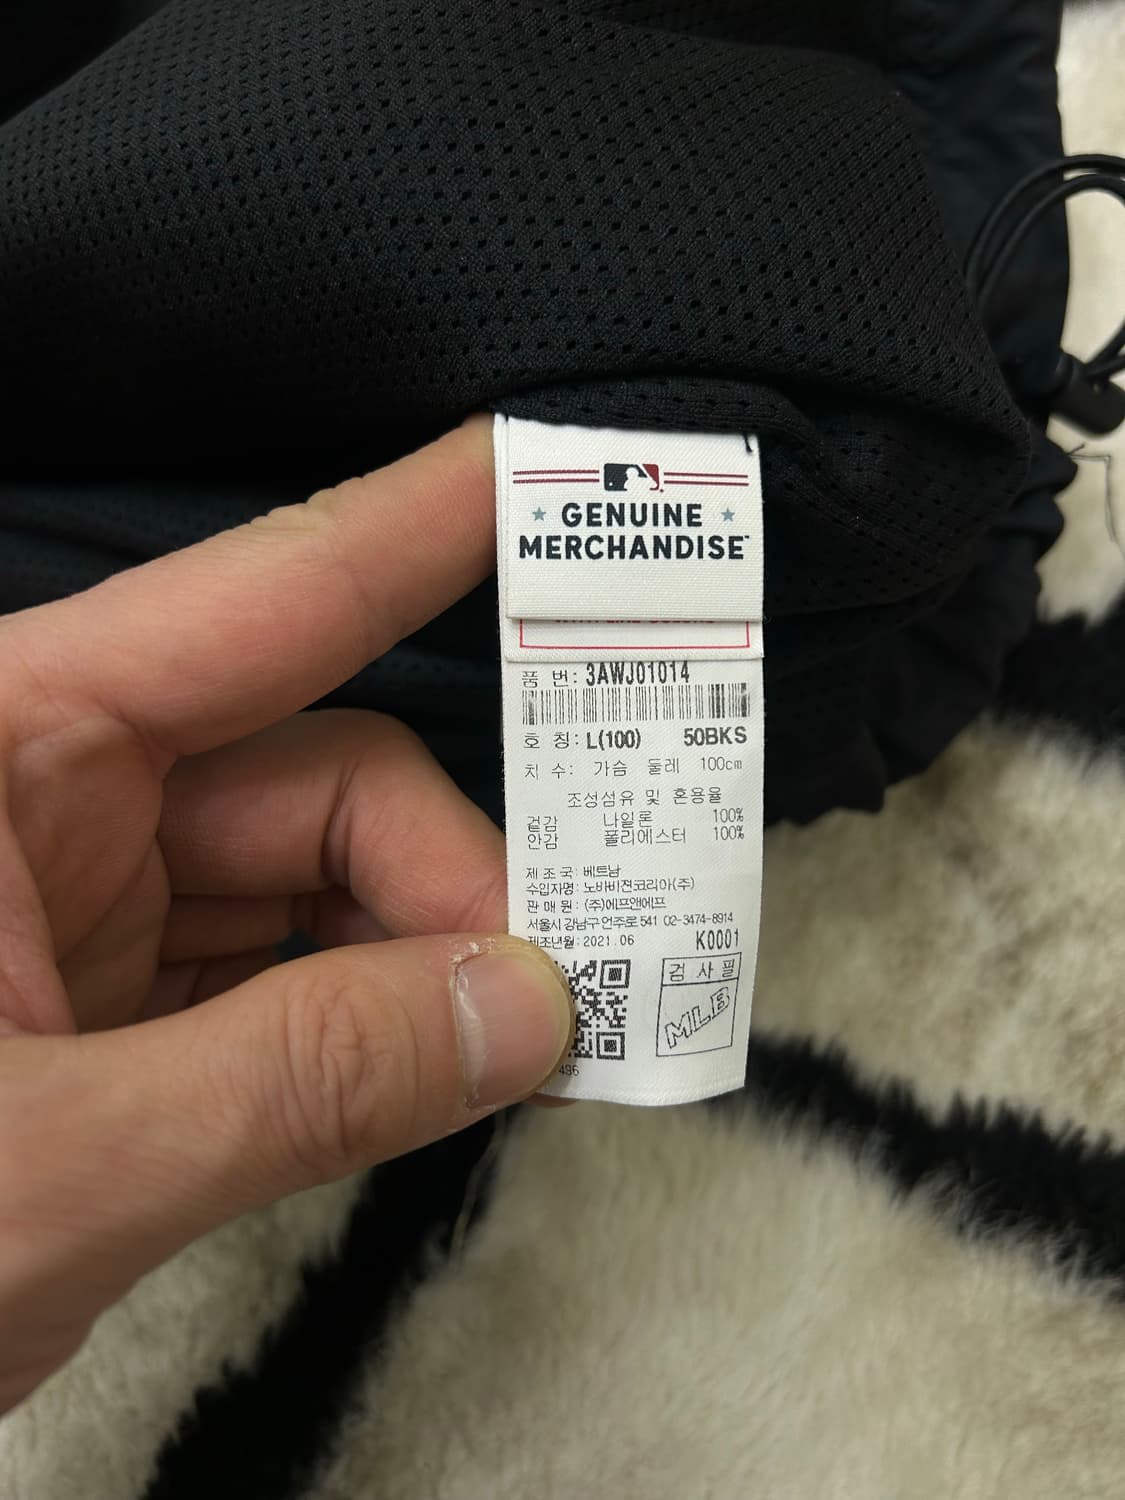 GENUINE
MERCHANDISE™
품 번: 3AWJ01014
호 칭: L(100) 50BKS
치 수: 가슴 둘레 100cm
조성섬유 및 혼용율
겉감 나일론 100%
안감 폴리에스터 100%
제 조 국: 베트남
수입자명: 노바비젼코리아(주)
판 매 원: (주)에프앤에프
서울시 강남구 언주로 541 02-3474-8914
제조년월: 2021.06 K0001
검 사 필
MLB
496